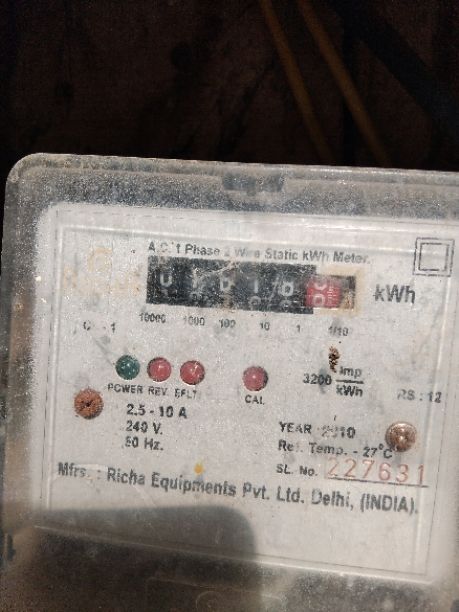 A.C. 1 Phase 2 Wire Static kWh Meter.
kWh
10000 1000 100 10 1 1/10
3200 imp/kWh
POWER REV. EFLT. CAL
RS : 12
2.5 - 10 A
240 V.
50 Hz.
YEAR : 2010
Ref. Temp. - 27°C
SL. No. 227631
Mfrs. : Richa Equipments Pvt. Ltd. Delhi, (INDIA).